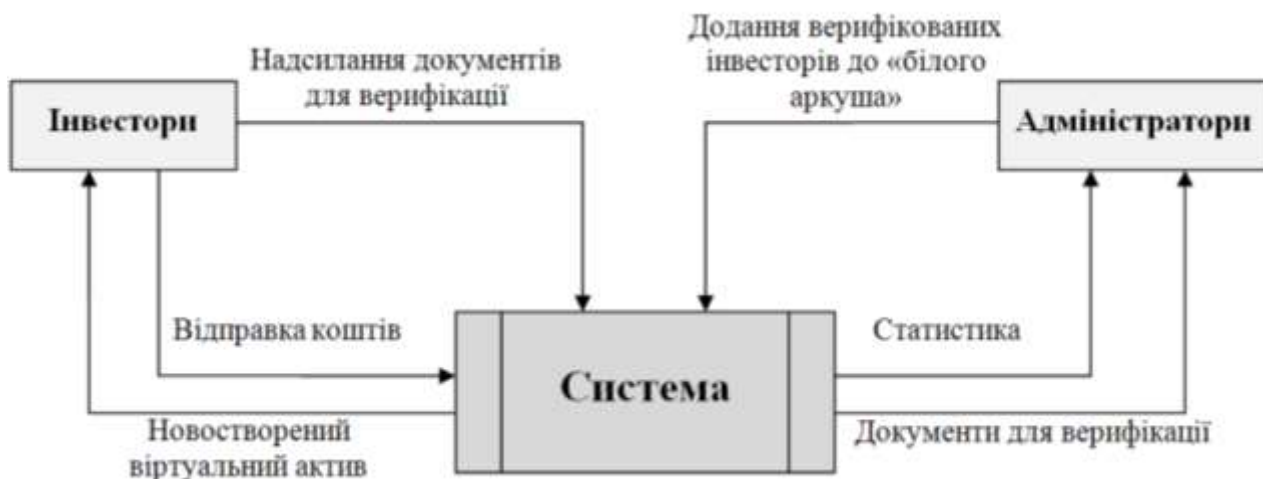 Надсилання документів
для верифікації
Додання верифікованих
інвесторів до «білого
аркуша»
Інвестори
Адміністратори
Відправка коштів
Статистика
Система
Новостворений
віртуальний актив
Документи для верифікації